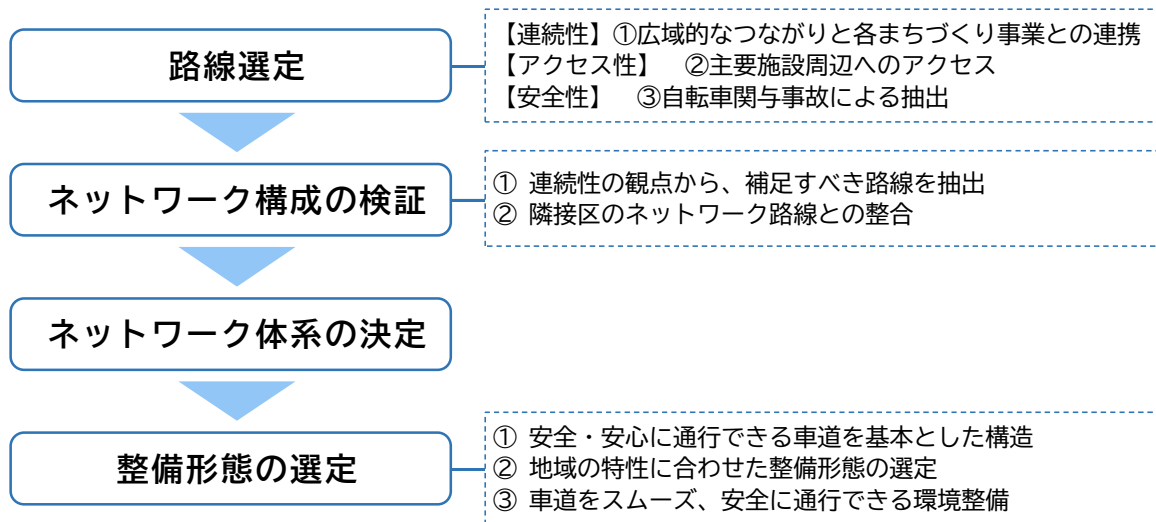 路線選定
【連続性】①広域的なつながりと各まちづくり事業との連携
【アクセス性】　②主要施設周辺へのアクセス
【安全性】　③自転車関与事故による抽出
ネットワーク構成の検証
① 連続性の観点から、補足すべき路線を抽出
② 隣接区のネットワーク路線との整合
ネットワーク体系の決定
整備形態の選定
① 安全・安心に通行できる車道を基本とした構造
② 地域の特性に合わせた整備形態の選定
③ 車道をスムーズ、安全に通行できる環境整備